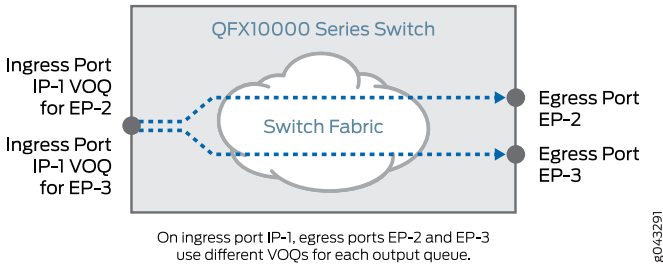 QFX10000 Series Switch
Ingress Port
IP-1 VOQ
for EP-2
Ingress Port
IP-1 VOQ
for EP-3
Switch Fabric
Egress Port
EP-2
Egress Port
EP-3
On ingress port IP-1, egress ports EP-2 and EP-3
use different VOQs for each output queue.
g043291